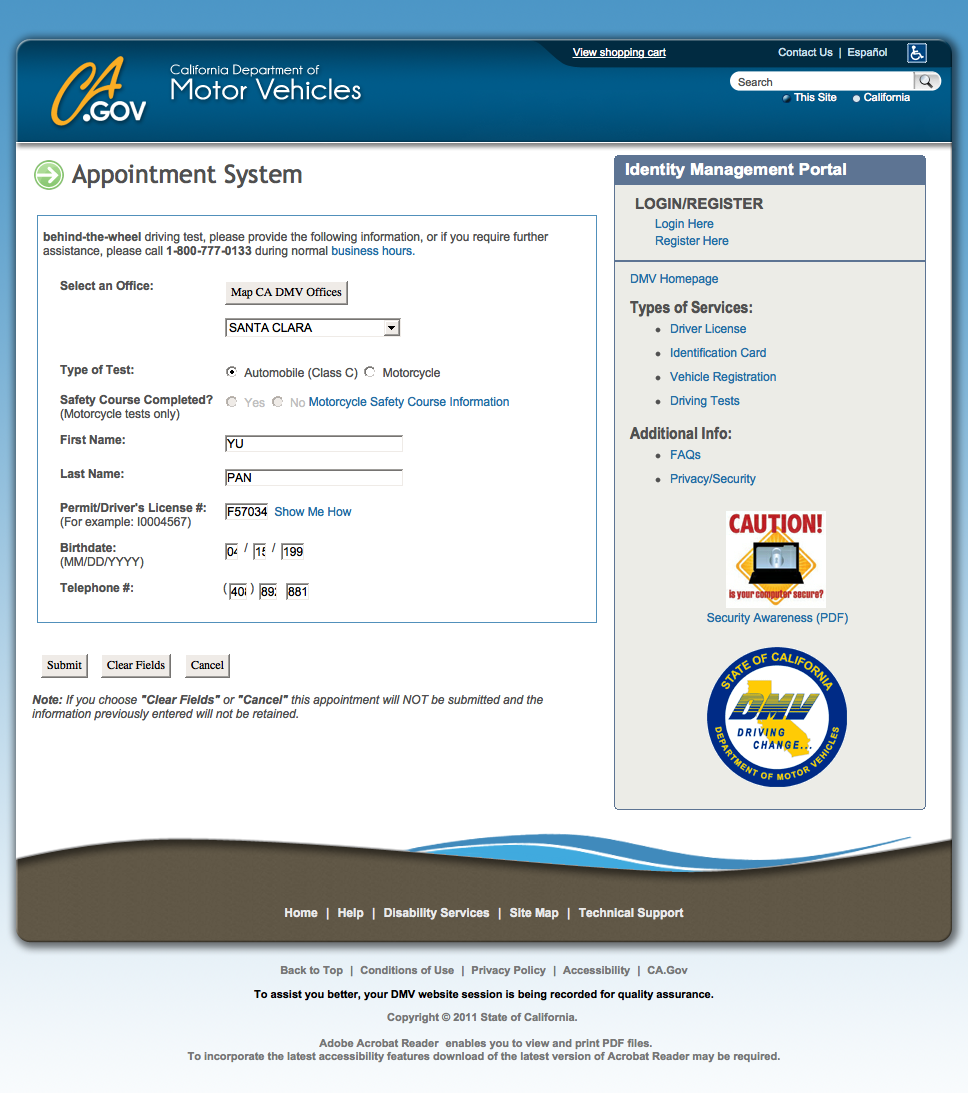 View shopping cart
Contact Us | Español
CA.GOV
California Department of
Motor Vehicles
Search
This Site California
Appointment System
behind-the-wheel driving test, please provide the following information, or if you require further
assistance, please call 1-800-777-0133 during normal business hours.
Select an Office:
Map CA DMV Offices
SANTA CLARA
Type of Test:
Automobile (Class C) Motorcycle
Safety Course Completed?
(Motorcycle tests only)
Yes No Motorcycle Safety Course Information
First Name:
YU
Last Name:
PAN
Permit/Driver's License #:
(For example: I0004567)
F57034 Show Me How
Birthdate:
(MM/DD/YYYY)
04 / 15 / 199
Telephone #:
(408) 892 881
Submit Clear Fields Cancel
Note: If you choose "Clear Fields" or "Cancel" this appointment will NOT be submitted and the
information previously entered will not be retained.
Identity Management Portal
LOGIN/REGISTER
Login Here
Register Here
DMV Homepage
Types of Services:
Driver License
Identification Card
Vehicle Registration
Driving Tests
Additional Info:
FAQs
Privacy/Security
CAUTION!
is your computer secure?
Security Awareness (PDF)
STATE OF CALIFORNIA
DMV
DRIVING
CHANGE...
DEPARTMENT OF MOTOR VEHICLES
Home | Help | Disability Services | Site Map | Technical Support
Back to Top | Conditions of Use | Privacy Policy | Accessibility | CA.Gov
To assist you better, your DMV website session is being recorded for quality assurance.
Copyright © 2011 State of California.
Adobe Acrobat Reader enables you to view and print PDF files.
To incorporate the latest accessibility features download of the latest version of Acrobat Reader may be required.